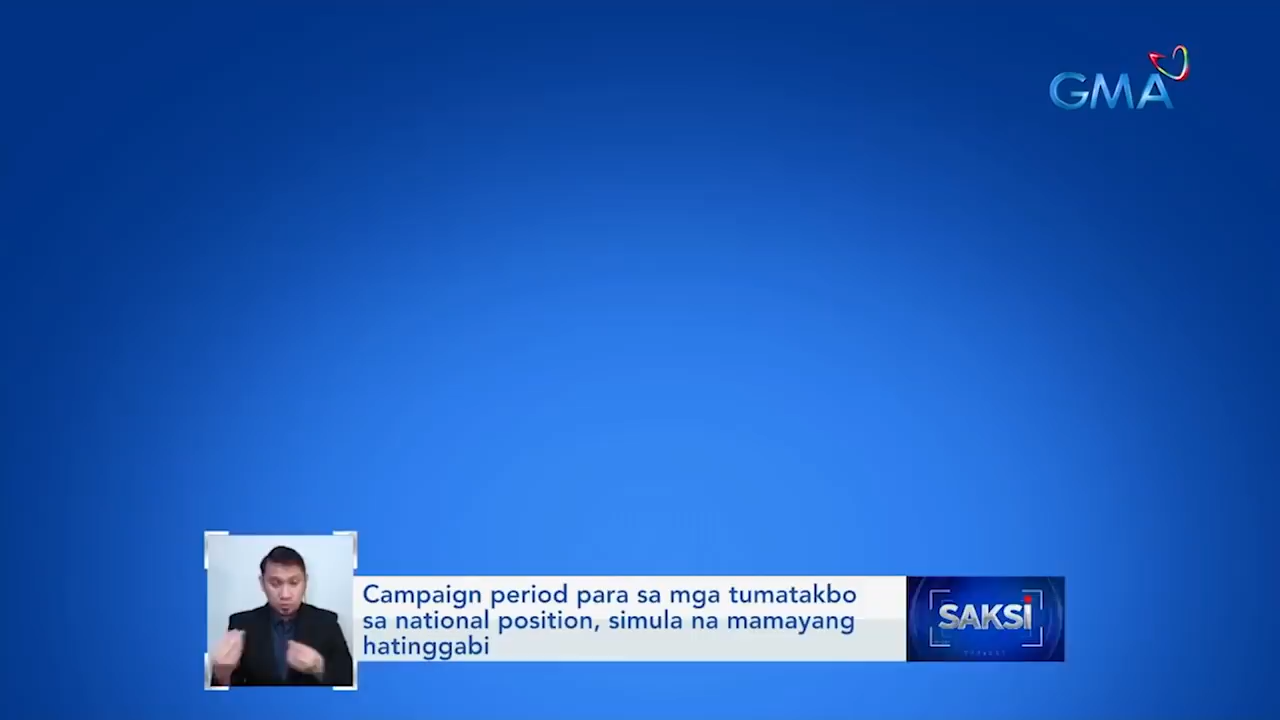 GMA
Campaign period para sa mga tumatakbo
sa national position, simula na mamayang
hatinggabi
SAKSI